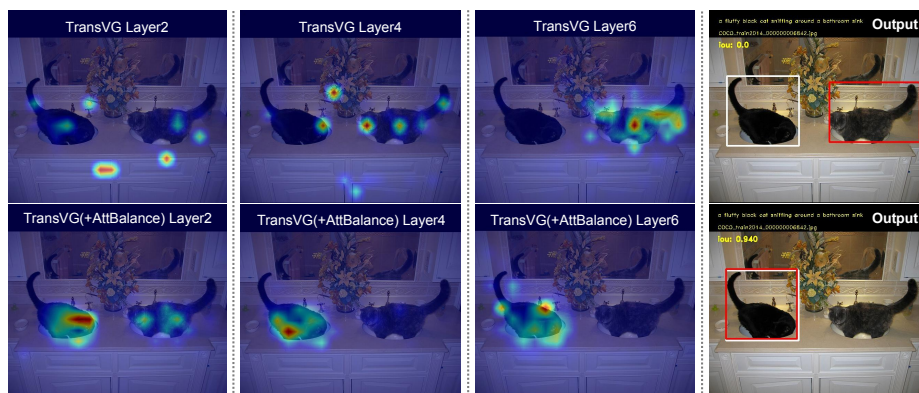 TransVG Layer2
TransVG Layer4
TransVG Layer6
Output
a fluffy black cat sniffing around a bathroom sink
COCO_train2014_000000006842.jpg
Iou: 0.0
TransVG(+AttBalance) Layer2
TransVG(+AttBalance) Layer4
TransVG(+AttBalance) Layer6
Output
a fluffy black cat sniffing around a bathroom sink
COCO_train2014_000000006842.jpg
Iou: 0.940